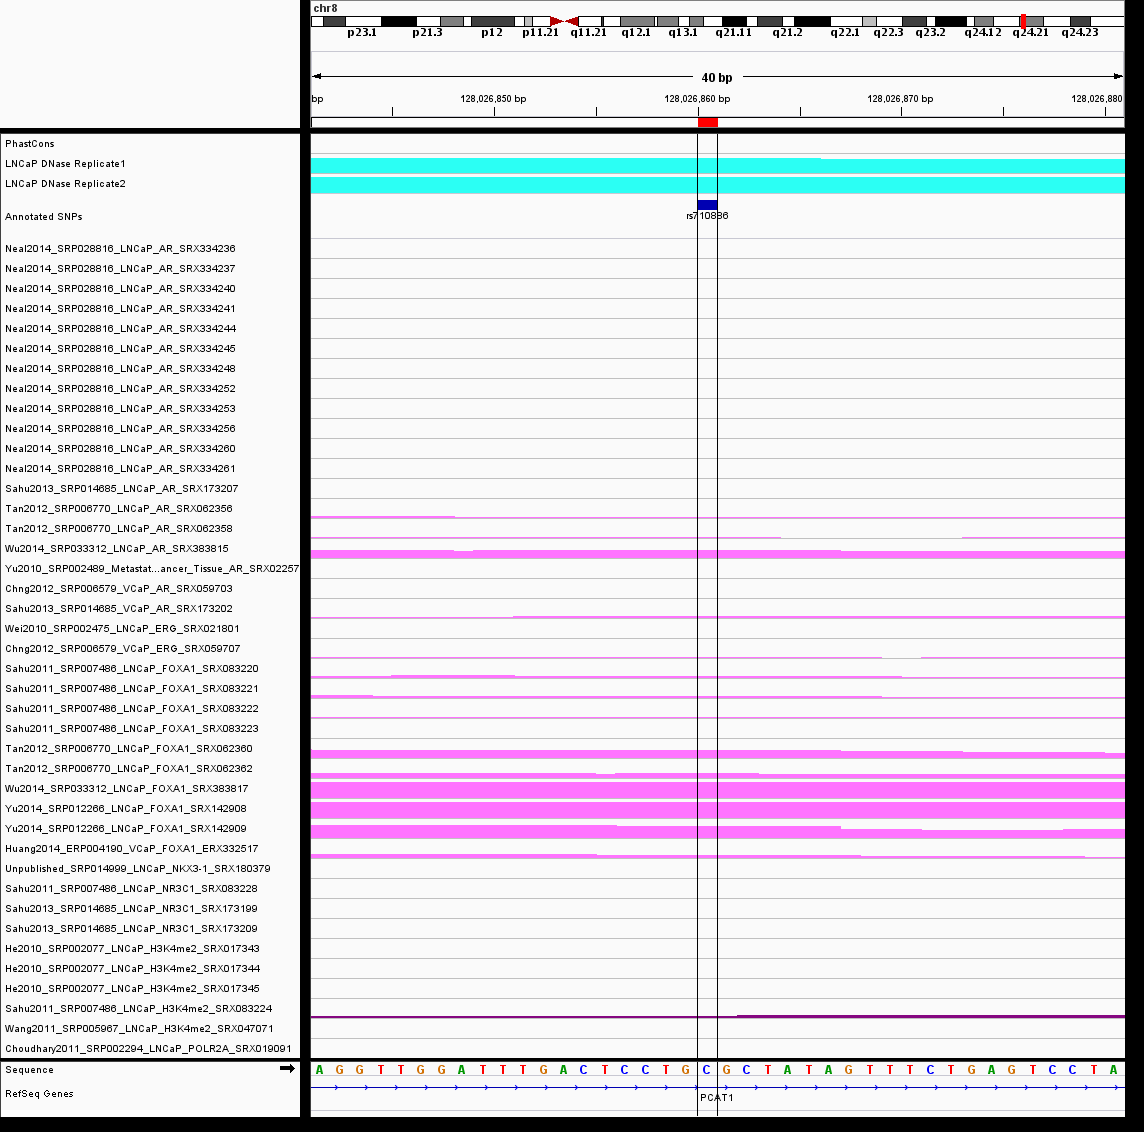 chr8
p23.1 p21.3 p12 p11.21 q11.21 q12.1 q13.1 q21.11 q21.2 q22.1 q22.3 q23.2 q24.12 q24.21 q24.23
40 bp
bp 128,026,850 bp 128,026,860 bp 128,026,870 bp 128,026,880
PhastCons
LNCaP DNase Replicate1
LNCaP DNase Replicate2
Annotated SNPs
rs710886
Neal2014_SRP028816_LNCaP_AR_SRX334236
Neal2014_SRP028816_LNCaP_AR_SRX334237
Neal2014_SRP028816_LNCaP_AR_SRX334240
Neal2014_SRP028816_LNCaP_AR_SRX334241
Neal2014_SRP028816_LNCaP_AR_SRX334244
Neal2014_SRP028816_LNCaP_AR_SRX334245
Neal2014_SRP028816_LNCaP_AR_SRX334248
Neal2014_SRP028816_LNCaP_AR_SRX334252
Neal2014_SRP028816_LNCaP_AR_SRX334253
Neal2014_SRP028816_LNCaP_AR_SRX334256
Neal2014_SRP028816_LNCaP_AR_SRX334260
Neal2014_SRP028816_LNCaP_AR_SRX334261
Sahu2013_SRP014685_LNCaP_AR_SRX173207
Tan2012_SRP006770_LNCaP_AR_SRX062356
Tan2012_SRP006770_LNCaP_AR_SRX062358
Wu2014_SRP033312_LNCaP_AR_SRX383815
Yu2010_SRP002489_Metastat...ancer_Tissue_AR_SRX02257
Chng2012_SRP006579_VCaP_AR_SRX059703
Sahu2013_SRP014685_VCaP_AR_SRX173202
Wei2010_SRP002475_LNCaP_ERG_SRX021801
Chng2012_SRP006579_VCaP_ERG_SRX059707
Sahu2011_SRP007486_LNCaP_FOXA1_SRX083220
Sahu2011_SRP007486_LNCaP_FOXA1_SRX083221
Sahu2011_SRP007486_LNCaP_FOXA1_SRX083222
Sahu2011_SRP007486_LNCaP_FOXA1_SRX083223
Tan2012_SRP006770_LNCaP_FOXA1_SRX062360
Tan2012_SRP006770_LNCaP_FOXA1_SRX062362
Wu2014_SRP033312_LNCaP_FOXA1_SRX383817
Yu2014_SRP012266_LNCaP_FOXA1_SRX142908
Yu2014_SRP012266_LNCaP_FOXA1_SRX142909
Huang2014_ERP004190_VCaP_FOXA1_ERX332517
Unpublished_SRP014999_LNCaP_NKX3-1_SRX180379
Sahu2011_SRP007486_LNCaP_NR3C1_SRX083228
Sahu2013_SRP014685_LNCaP_NR3C1_SRX173199
Sahu2013_SRP014685_LNCaP_NR3C1_SRX173209
He2010_SRP002077_LNCaP_H3K4me2_SRX017343
He2010_SRP002077_LNCaP_H3K4me2_SRX017344
He2010_SRP002077_LNCaP_H3K4me2_SRX017345
Sahu2011_SRP007486_LNCaP_H3K4me2_SRX083224
Wang2011_SRP005967_LNCaP_H3K4me2_SRX047071
Choudhary2011_SRP002294_LNCaP_POLR2A_SRX019091
Sequence A G G T T G G A T T T G A C T C C T G C G C T A T A G T T T C T G A G T C C T A
RefSeq Genes
PCAT1